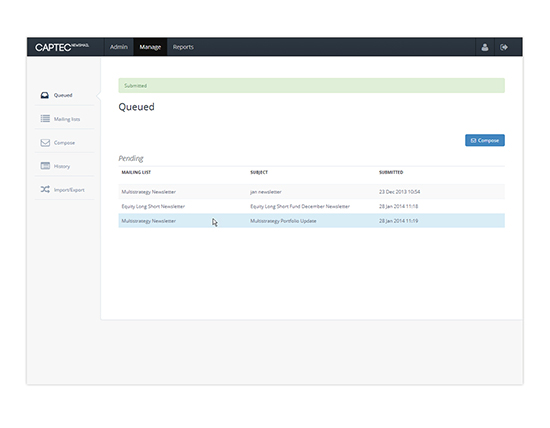 CAPTEC NEWSMAIL Admin Manage Reports
Submitted
Queued
Queued
Mailing lists
Compose
History
Import/Export
Compose
Pending
MAILING LIST SUBJECT SUBMITTED
Multistrategy Newsletter jan newsletter 23 Dec 2013 10:54
Equity Long Short Newsletter Equity Long Short Fund December Newsletter 28 Jan 2014 11:18
Multistrategy Newsletter Multistrategy Portfolio Update 28 Jan 2014 11:19